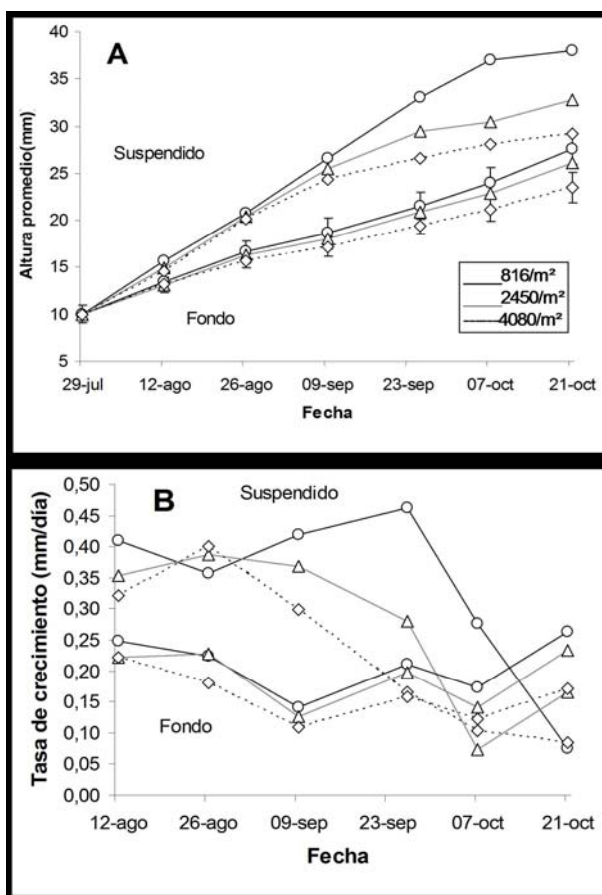 A
Altura promedio(mm)
40
35
30
25
20
15
10
5
Suspendido
Fondo
816/m²
2450/m²
4080/m²
29-jul 12-ago 26-ago 09-sep 23-sep 07-oct 21-oct
Fecha
B
Suspendido
Tasa de crecimiento (mm/día)
0,50
0,45
0,40
0,35
0,30
0,25
0,20
0,15
0,10
0,05
0,00
Fondo
12-ago 26-ago 09-sep 23-sep 07-oct 21-oct
Fecha